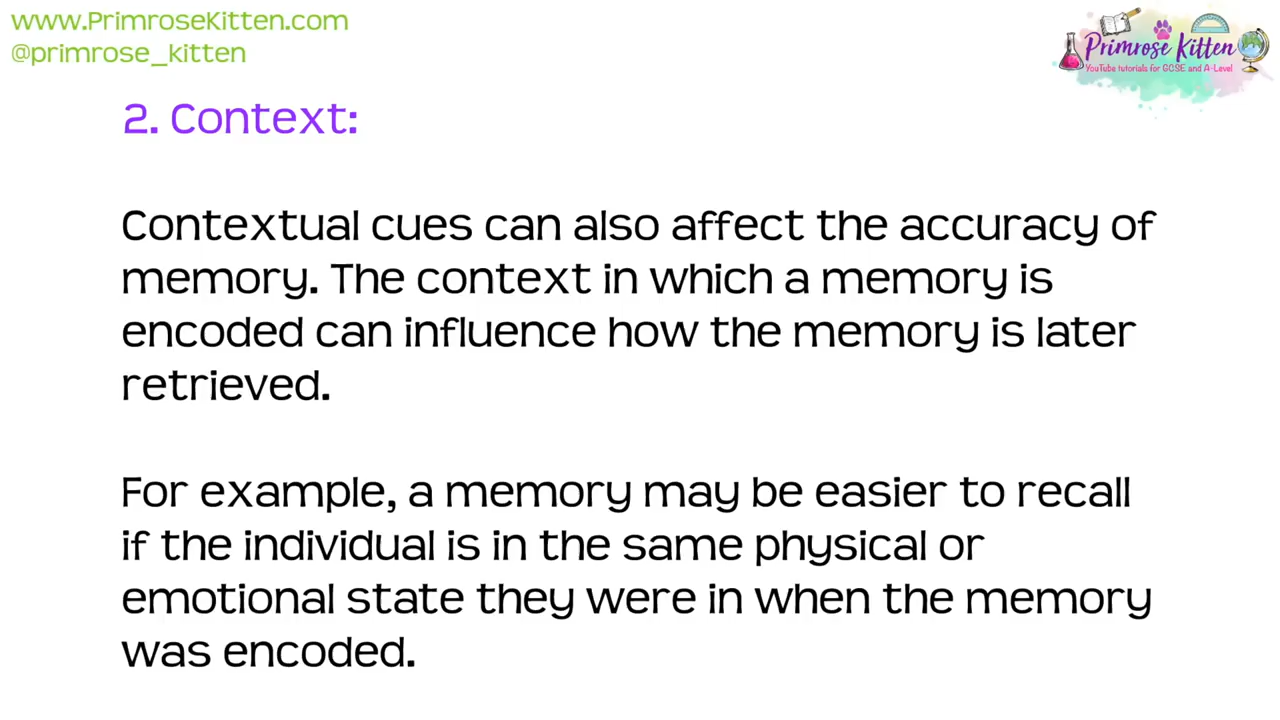 www.PrimroseKitten.com
@primrose_kitten
Primrose Kitten
YouTube tutorials for GCSE and A-Level
2. Context:
Contextual cues can also affect the accuracy of
memory. The context in which a memory is
encoded can influence how the memory is later
retrieved.
For example, a memory may be easier to recall
if the individual is in the same physical or
emotional state they were in when the memory
was encoded.